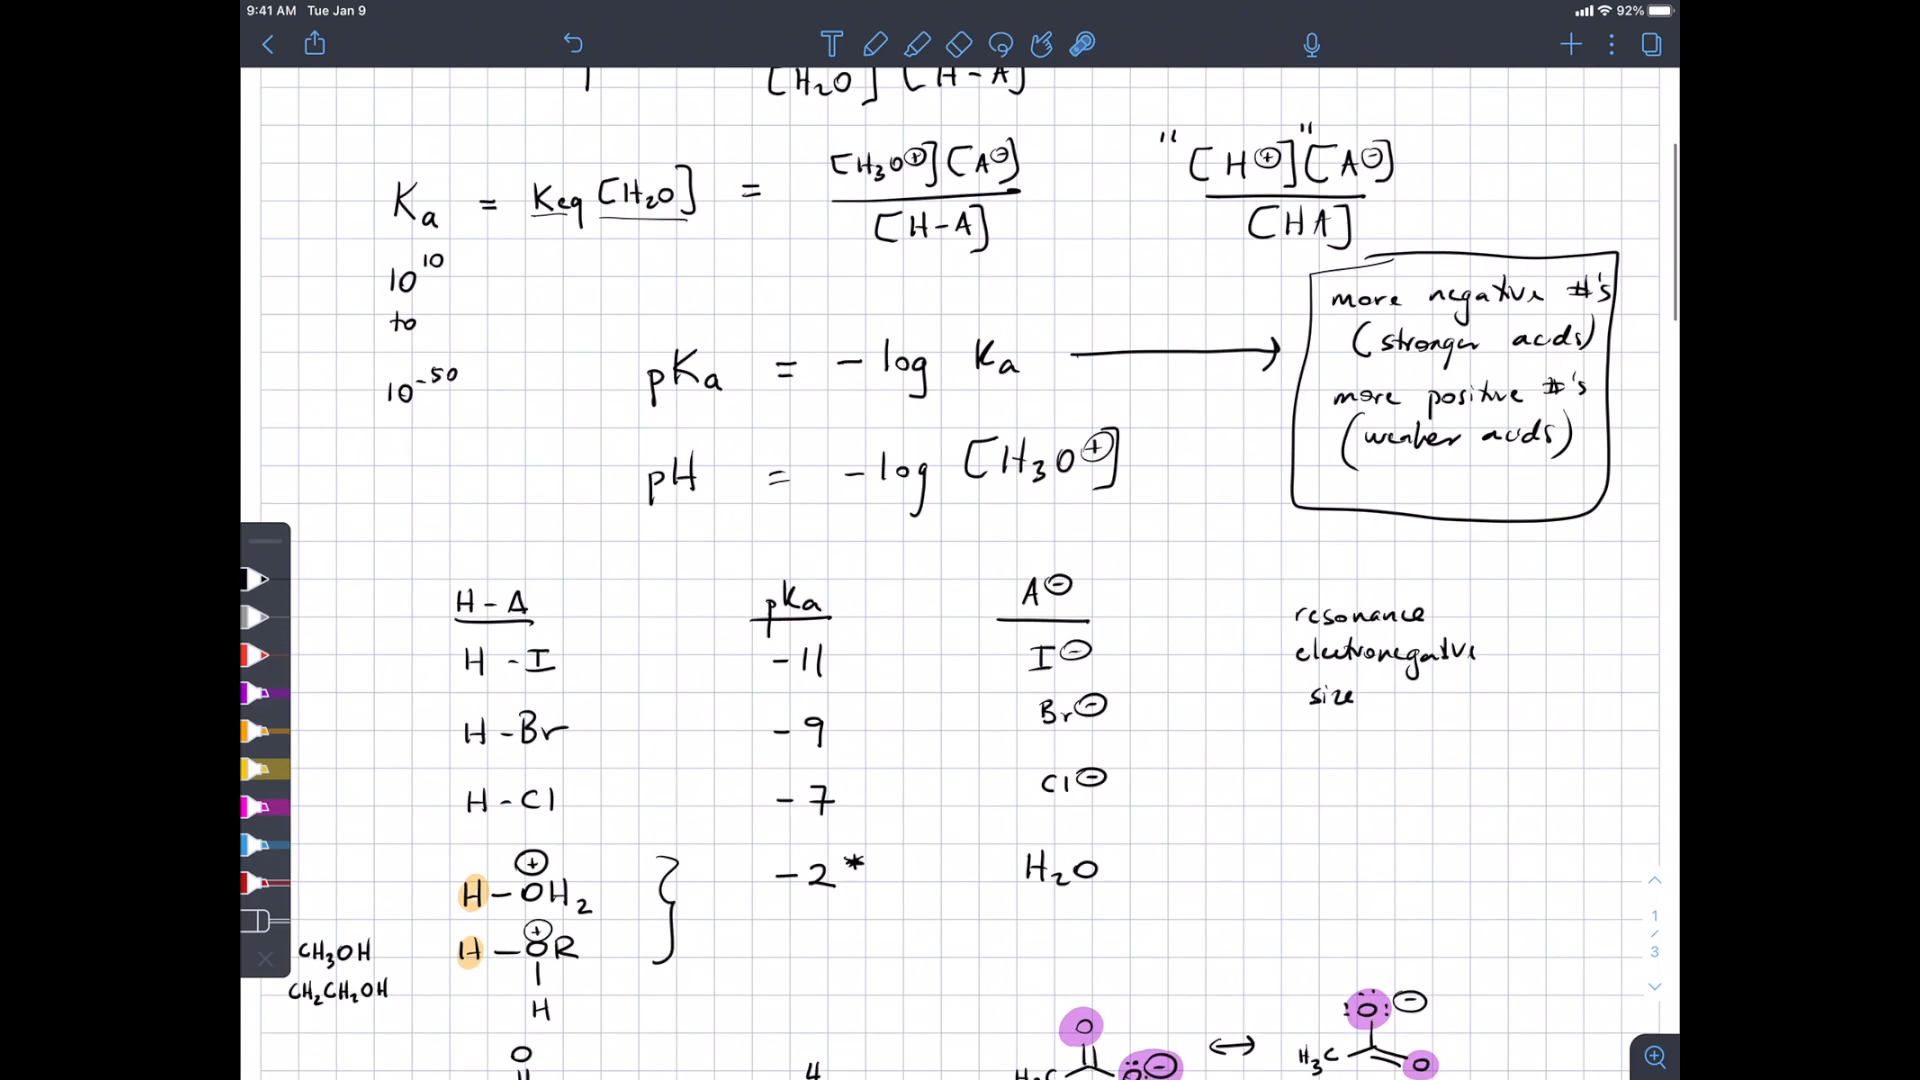 9:41 AM Tue Jan 9
92%
[H₂O] [H-A]
Ka = Keq [H₂O] = [H₃O⊕][A⊖] / [H-A] "[H⊕]"[A⊖] / [HA]
10¹⁰
to
10⁻⁵⁰
more negative #'s
(stronger acids)
more positive #'s
(weaker acids)
pKa = - log Ka →
pH = - log [H₃O⊕]
H-A pKa A⊖
H-I -11 I⊖
H-Br -9 Br⊖
H-Cl -7 Cl⊖
resonance
electronegative
size
⊕
H-OH₂ } -2* H₂O
⊕
H-OR
H
CH₃OH
CH₂CH₂OH
1
/
3
O 4
O
O⊖
↔
:O: ⊖
H₃C O